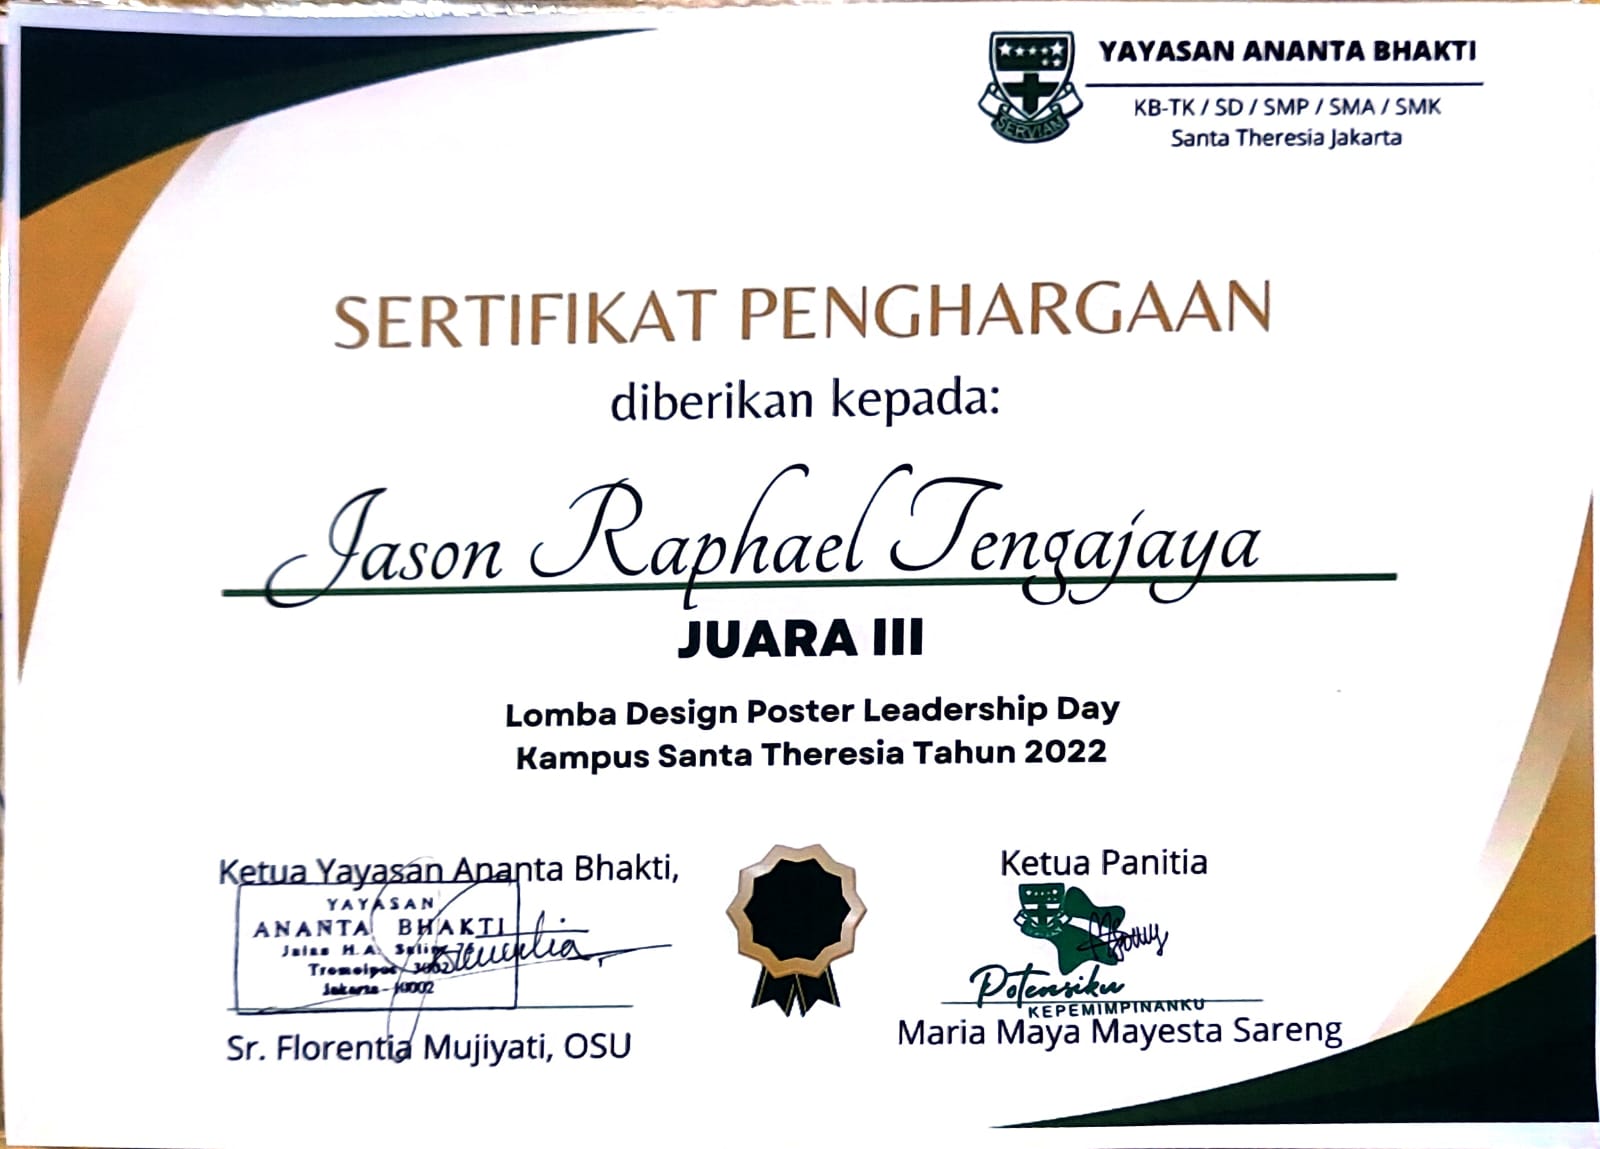 SERVIAM
YAYASAN ANANTA BHAKTI
KB-TK / SD / SMP / SMA / SMK
Santa Theresia Jakarta
SERTIFIKAT PENGHARGAAN
diberikan kepada:
Jason Raphael Tengajaya
JUARA III
Lomba Design Poster Leadership Day
Kampus Santa Theresia Tahun 2022
Ketua Yayasan Ananta Bhakti,
YAYASAN
ANANTA BHAKTI
Jalan H.A. Salim
Tromolpos 3002
Jakarta - 10002
Sr. Florentia Mujiyati, OSU
Ketua Panitia
Potensiku
KEPEMIMPINANKU
Maria Maya Mayesta Sareng